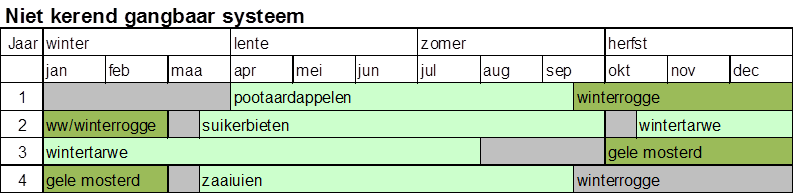 Niet kerend gangbaar systeem
Jaar winter lente zomer herfst
jan feb maa apr mei jun jul aug sep okt nov dec
1 pootaardappelen winterrogge
2 ww/winterrogge suikerbieten wintertarwe
3 wintertarwe gele mosterd
4 gele mosterd zaaiuien winterrogge